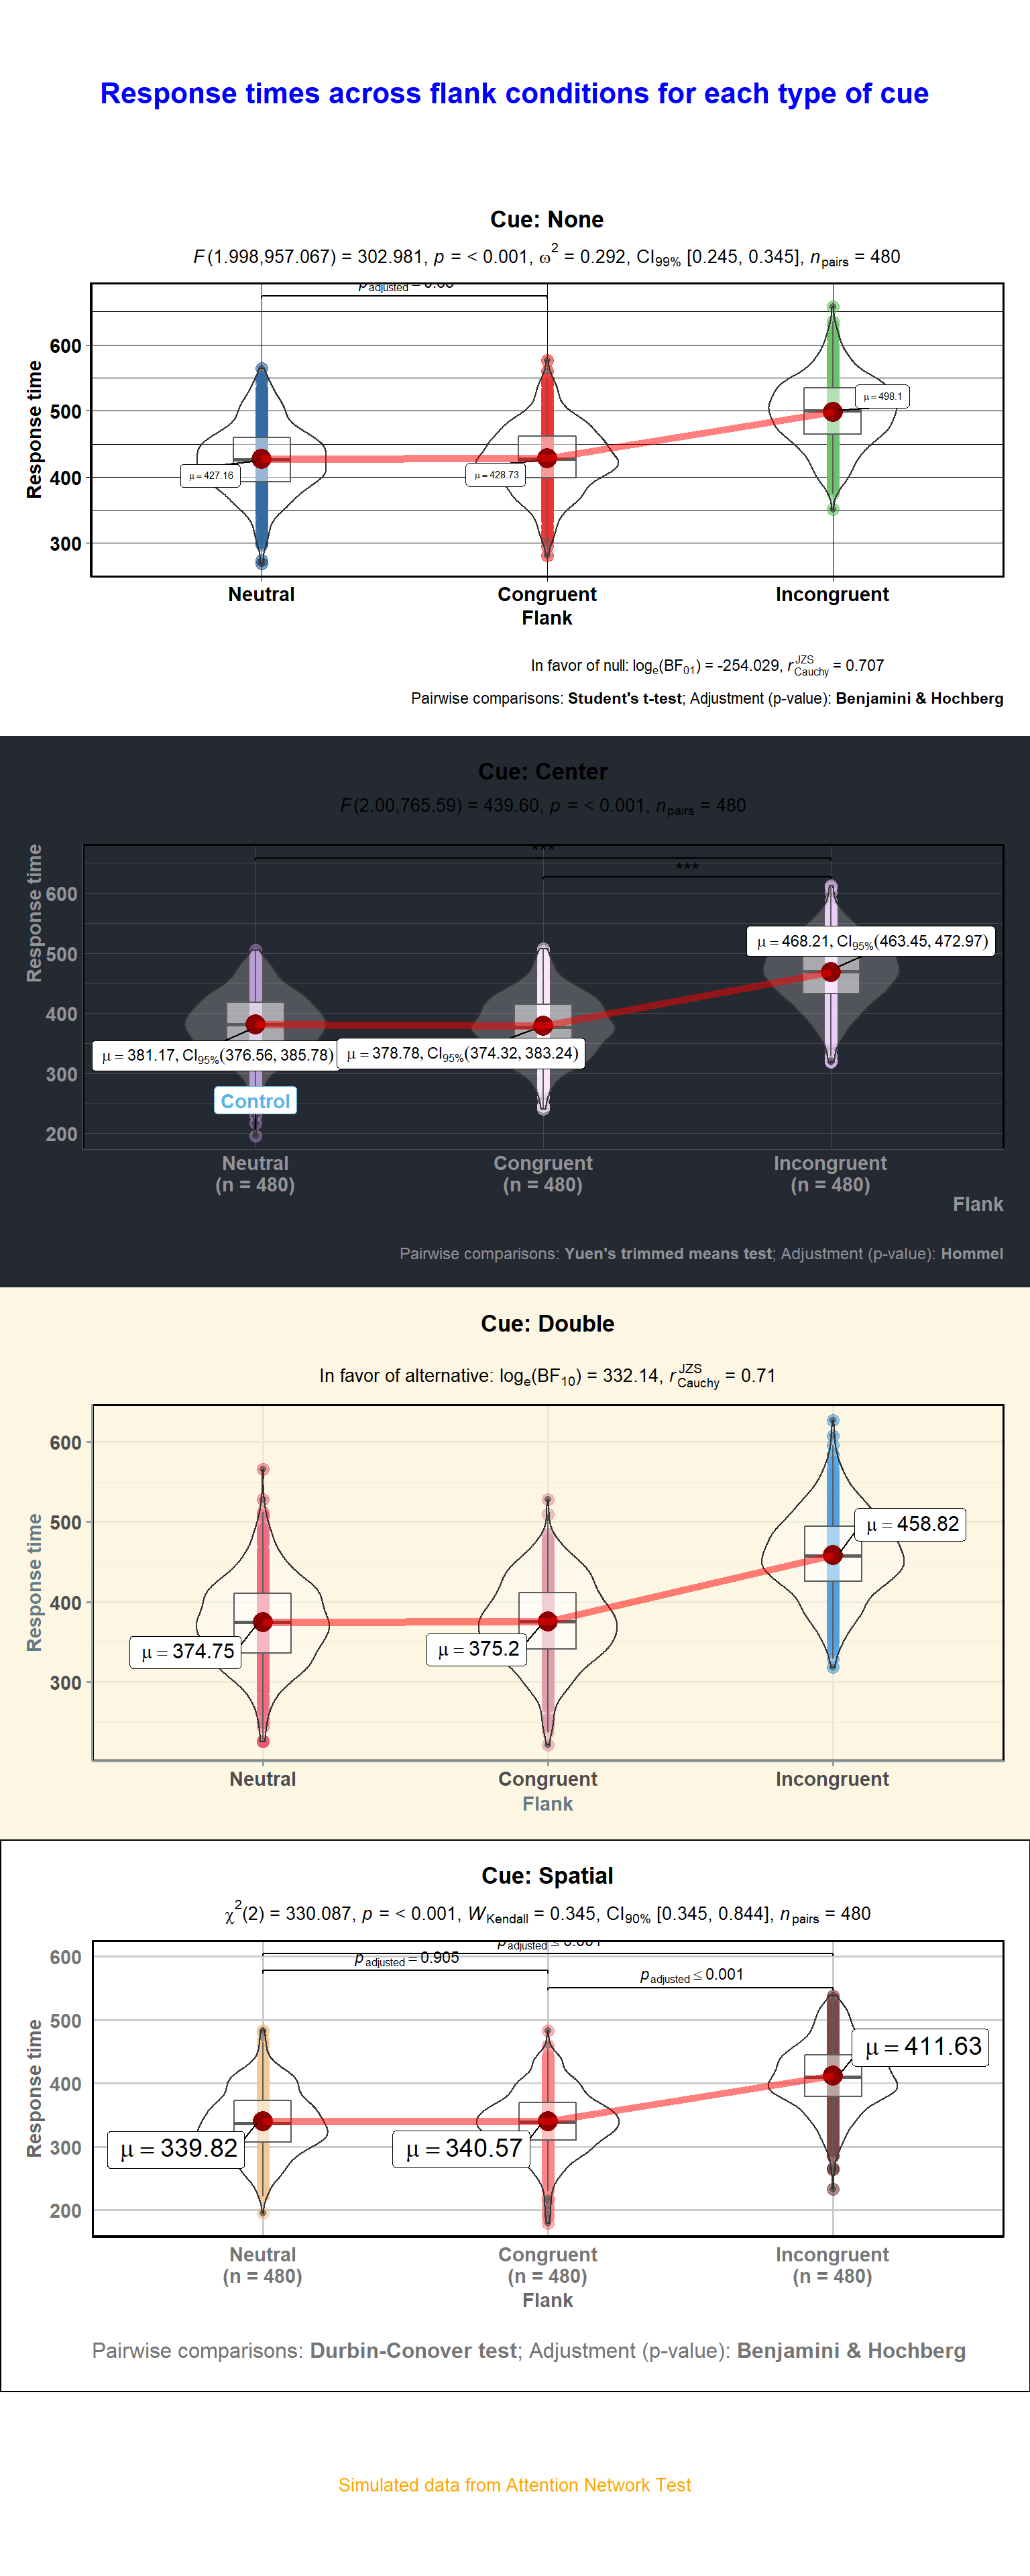 Response times across flank conditions for each type of cue
Cue: None
F(1.998,957.067) = 302.981, p = < 0.001, ω² = 0.292, CI99% [0.245, 0.345], npairs = 480
Response time
600
500
400
300
μ = 427.16
μ = 428.73
μ = 498.1
Neutral
Congruent
Incongruent
Flank
In favor of null: loge(BF01) = -254.029, r JZS Cauchy = 0.707
Pairwise comparisons: Student's t-test; Adjustment (p-value): Benjamini & Hochberg
Cue: Center
F(2.00,765.59) = 439.60, p = < 0.001, npairs = 480
Response time
***
***
600
500
400
300
200
μ = 468.21, CI95%(463.45, 472.97)
μ = 381.17, CI95%(376.56, 385.78)
μ = 378.78, CI95%(374.32, 383.24)
Control
Neutral
(n = 480)
Congruent
(n = 480)
Incongruent
(n = 480)
Flank
Pairwise comparisons: Yuen's trimmed means test; Adjustment (p-value): Hommel
Cue: Double
In favor of alternative: loge(BF10) = 332.14, r JZS Cauchy = 0.71
Response time
600
500
400
300
μ = 374.75
μ = 375.2
μ = 458.82
Neutral
Congruent
Incongruent
Flank
Cue: Spatial
χ²(2) = 330.087, p = < 0.001, WKendall = 0.345, CI90% [0.345, 0.844], npairs = 480
Response time
padjusted ≤ 0.001
padjusted = 0.905
padjusted ≤ 0.001
600
500
400
300
200
μ = 339.82
μ = 340.57
μ = 411.63
Neutral
(n = 480)
Congruent
(n = 480)
Incongruent
(n = 480)
Flank
Pairwise comparisons: Durbin-Conover test; Adjustment (p-value): Benjamini & Hochberg
Simulated data from Attention Network Test